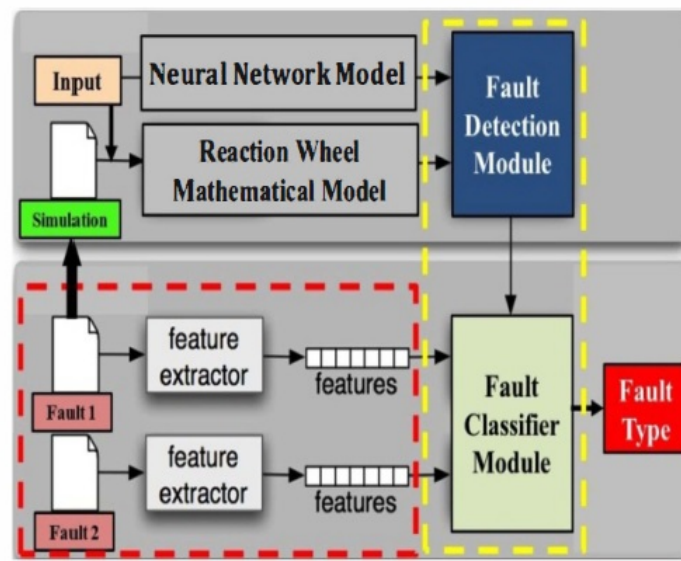 Input
Neural Network Model
Fault
Detection
Module
Reaction Wheel
Mathematical Model
Simulation
feature
extractor
features
Fault 1
Fault
Classifier
Module
Fault
Type
feature
extractor
features
Fault 2